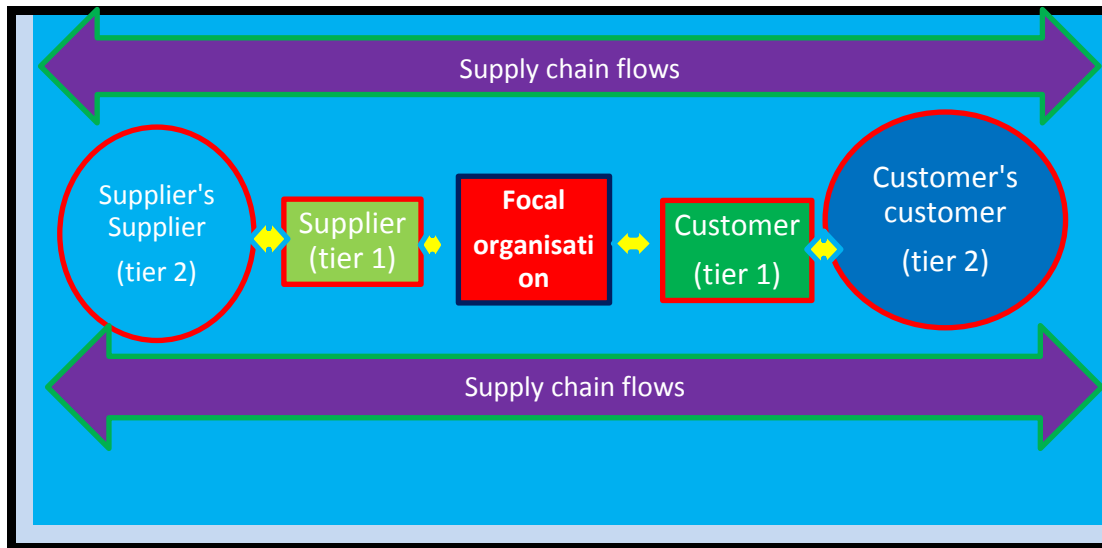 Supply chain flows
Supplier's
Supplier
(tier 2)
Supplier
(tier 1)
Focal
organisati
on
Customer
(tier 1)
Customer's
customer
(tier 2)
Supply chain flows